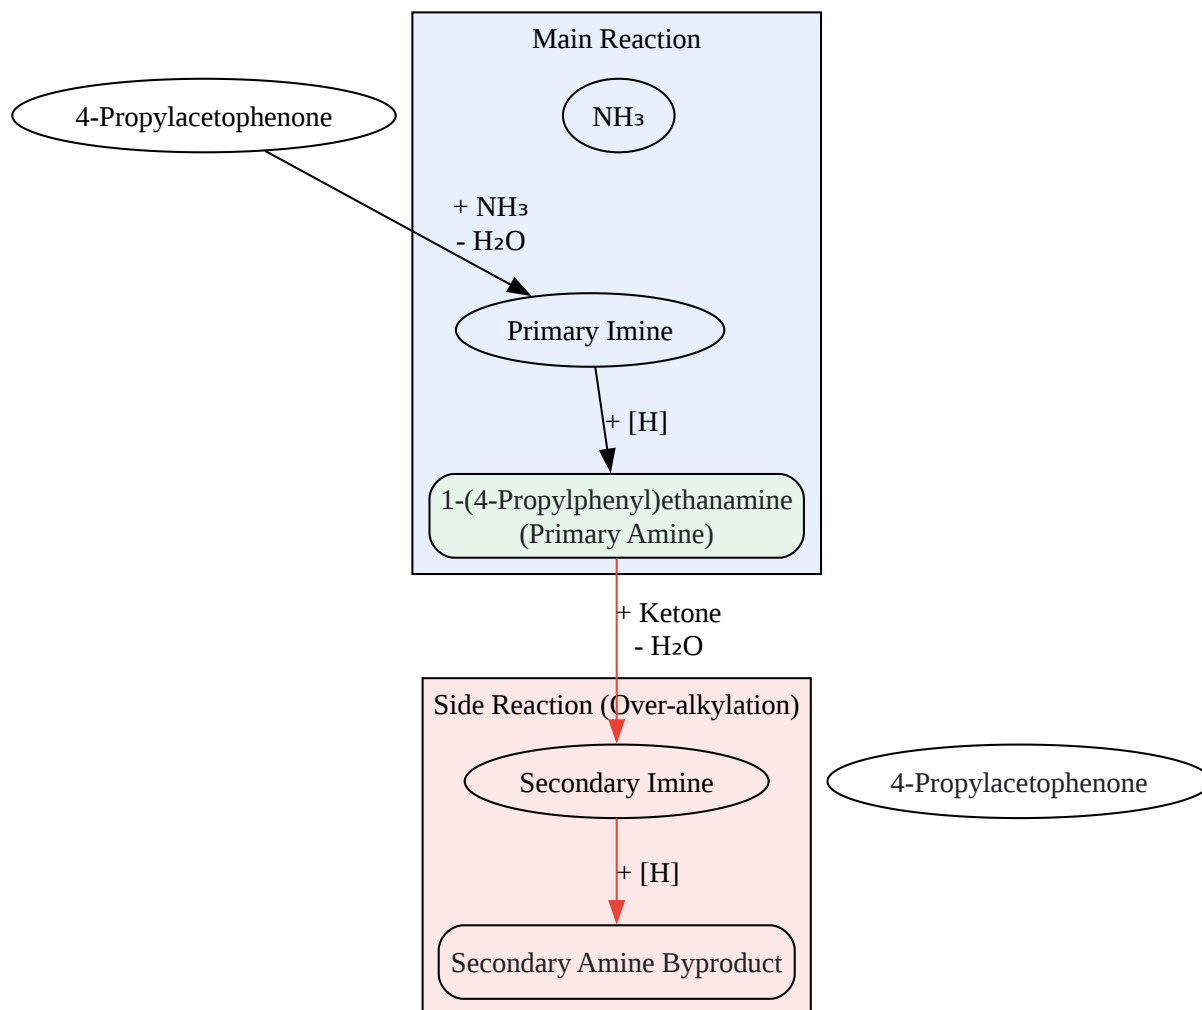 Main Reaction
4-Propylacetophenone
NH₃
+ NH₃
- H₂O
Primary Imine
+ [H]
1-(4-Propylphenyl)ethanamine
(Primary Amine)
+ Ketone
- H₂O
Side Reaction (Over-alkylation)
Secondary Imine
4-Propylacetophenone
+ [H]
Secondary Amine Byproduct